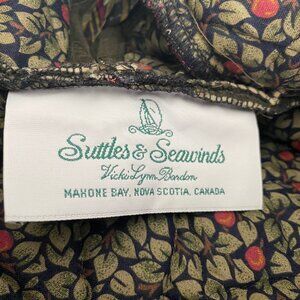 Suttles & Seawinds
Vicki Lynn Bardon
MAHONE BAY, NOVA SCOTIA, CANADA